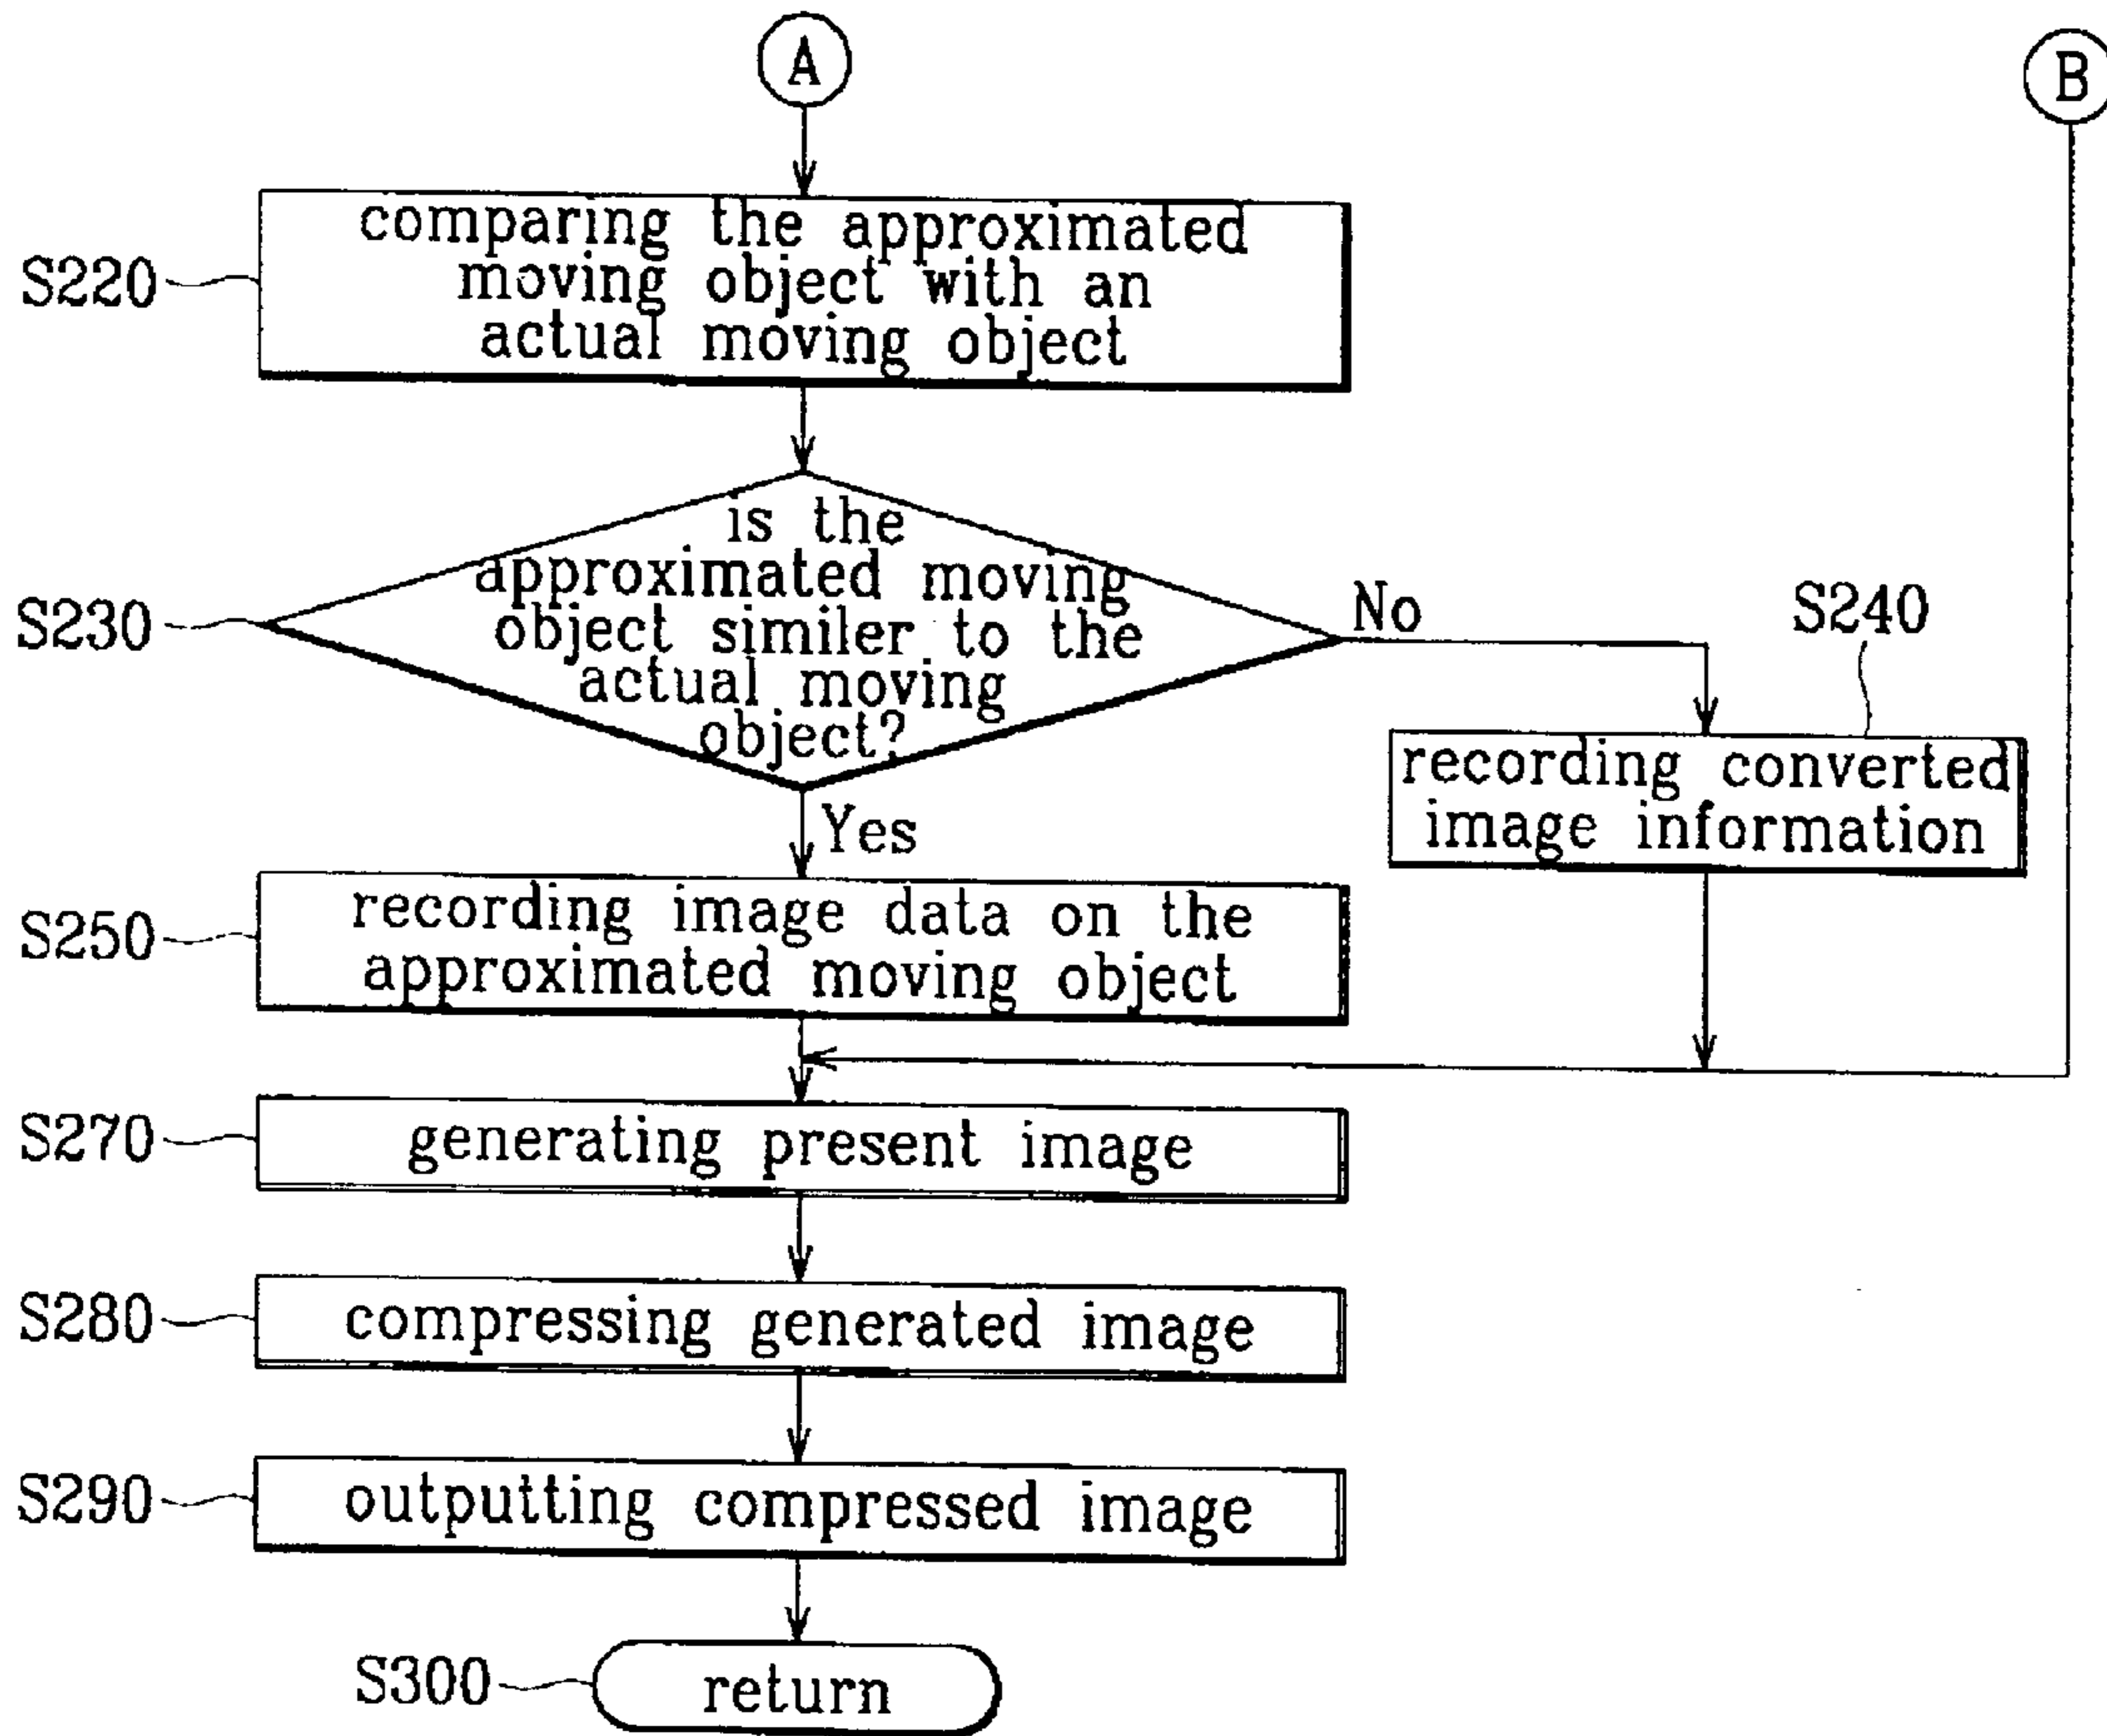 A
B
S220
comparing the approximated
moving object with an
actual moving object
S230
is the
approximated moving
object similer to the
actual moving
object?
No
S240
recording converted
image information
Yes
S250
recording image data on the
approximated moving object
S270
generating present image
S280
compressing generated image
S290
outputting compressed image
S300
return